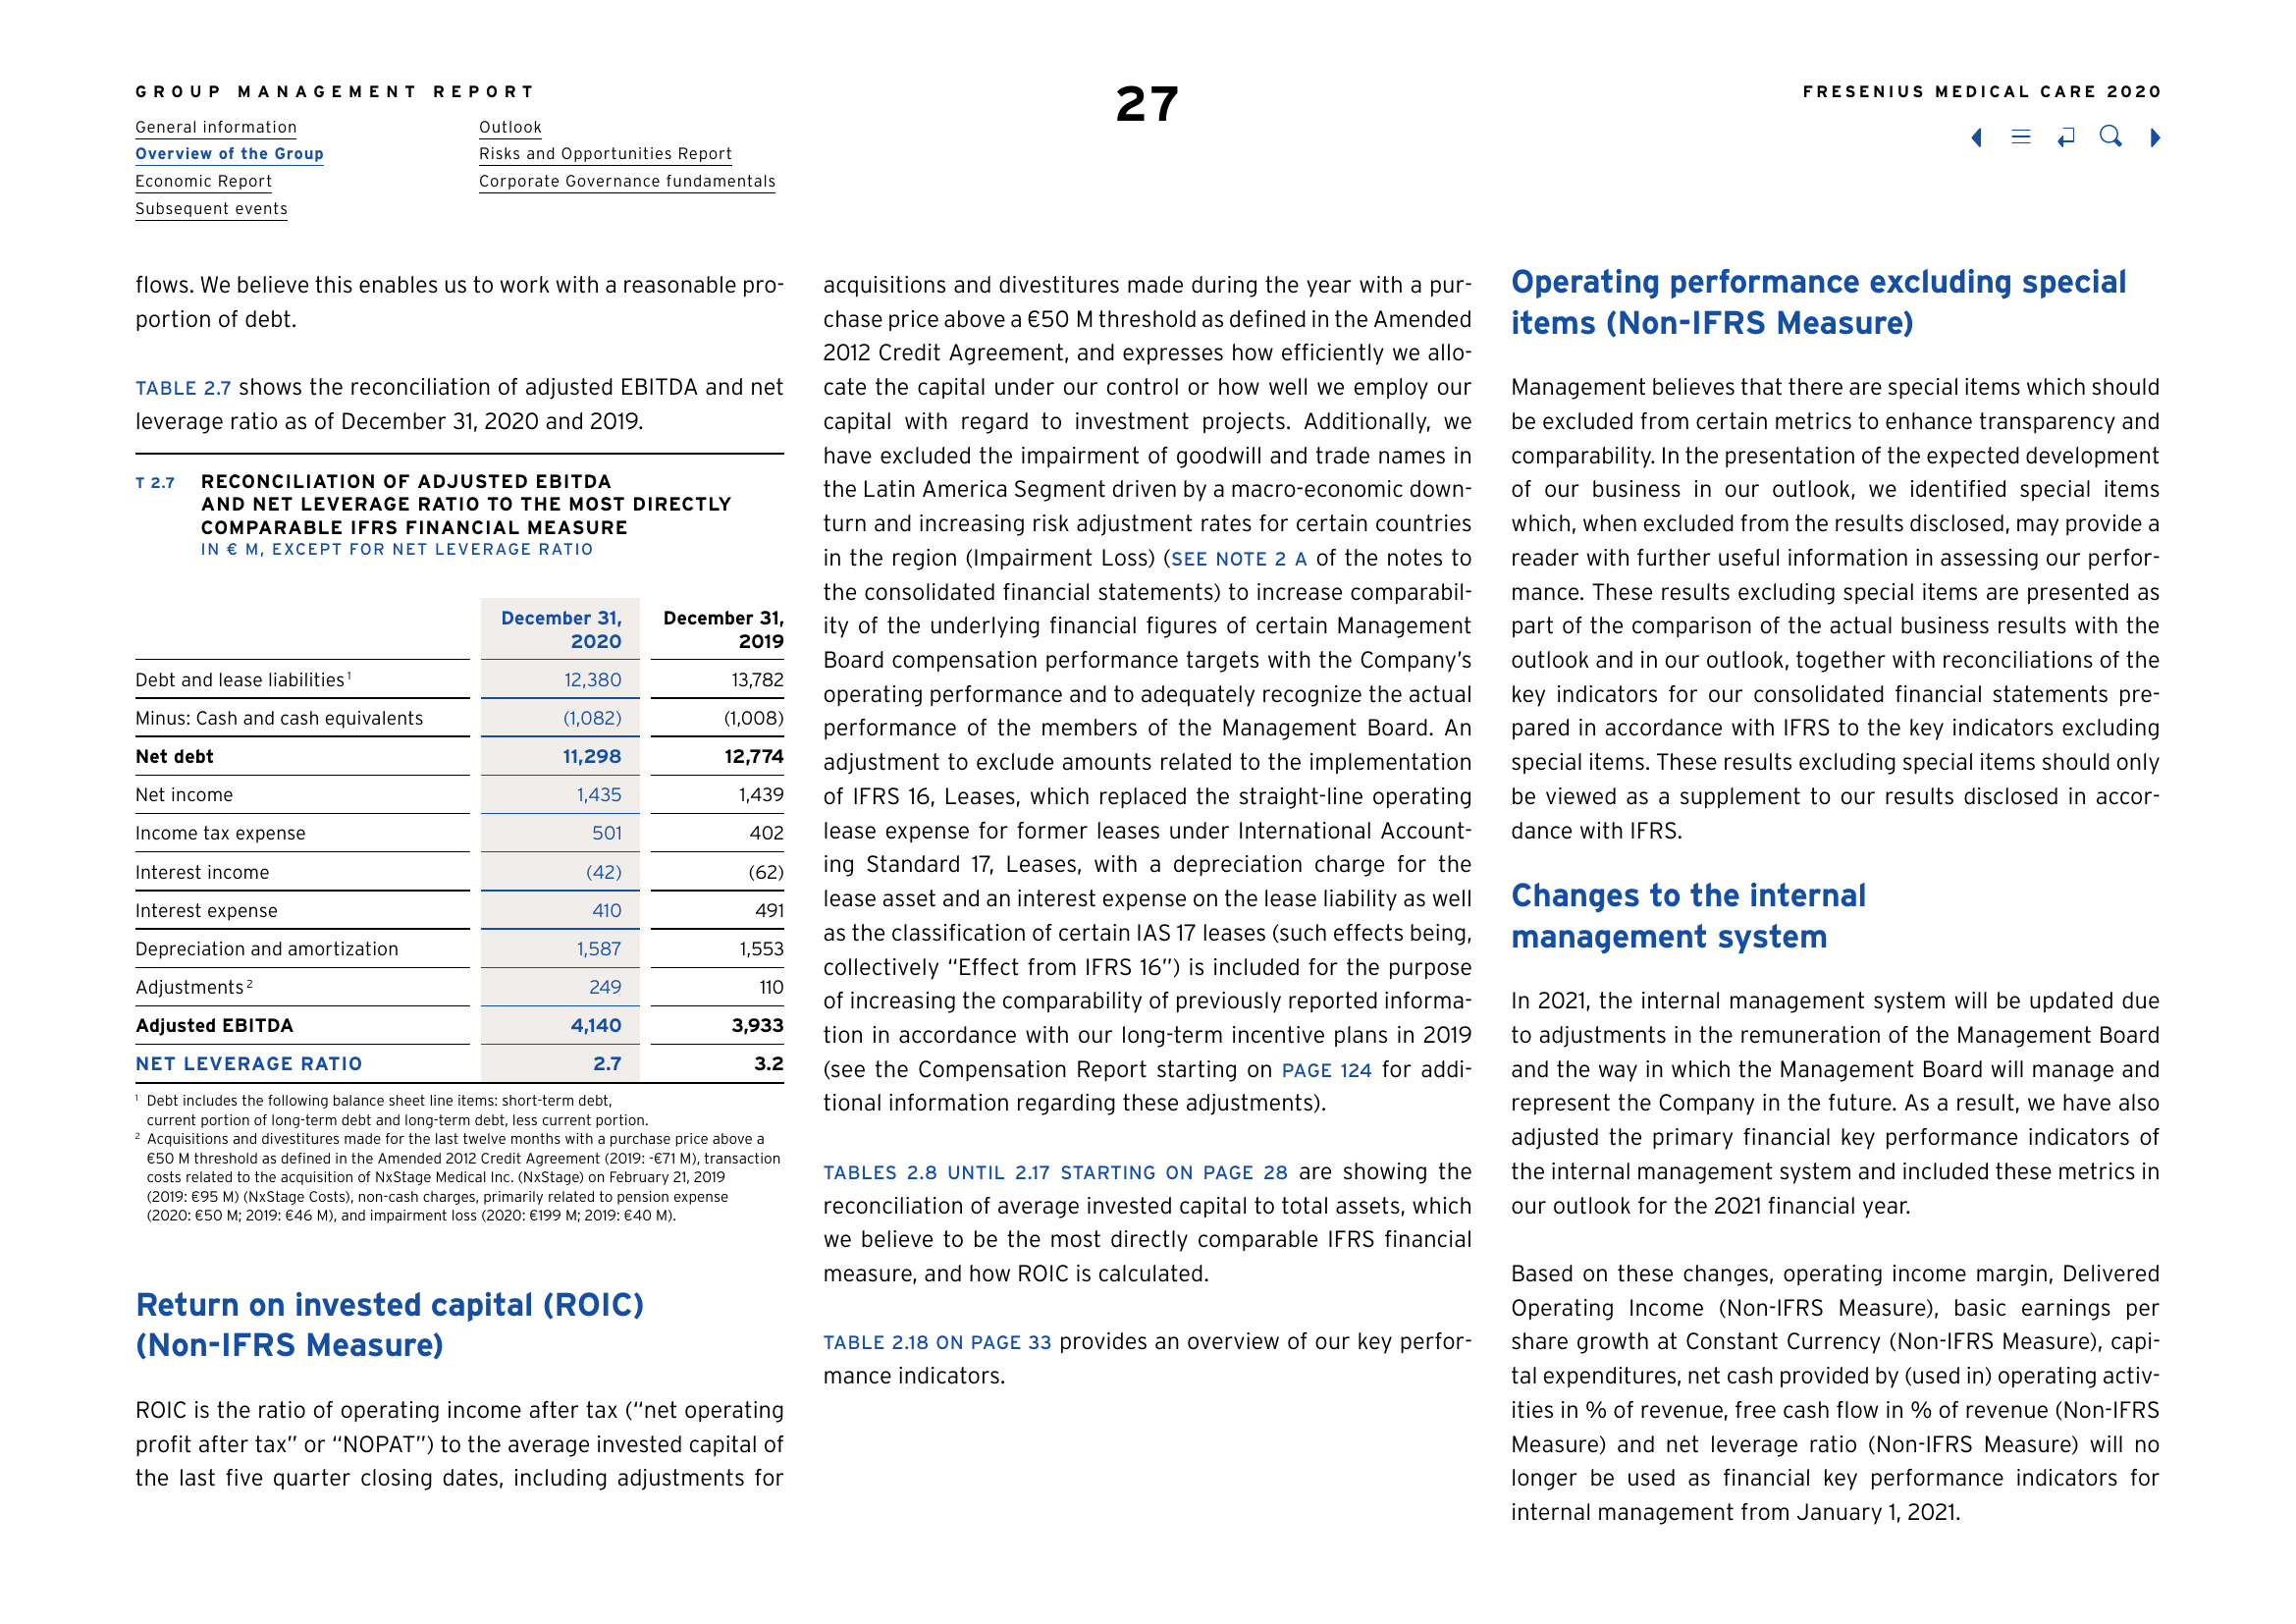 GROUP MANAGEMENT REPORT
General information
Overview of the Group
Economic Report
Subsequent events
Outlook
Risks and Opportunities Report
Corporate Governance fundamentals
27
FRESENIUS MEDICAL CARE 2020
flows. We believe this enables us to work with a reasonable pro-
portion of debt.
TABLE 2.7 shows the reconciliation of adjusted EBITDA and net
leverage ratio as of December 31, 2020 and 2019.
T 2.7 RECONCILIATION OF ADJUSTED EBITDA
AND NET LEVERAGE RATIO TO THE MOST DIRECTLY
COMPARABLE IFRS FINANCIAL MEASURE
IN € M, EXCEPT FOR NET LEVERAGE RATIO
December 31, December 31,
2020 2019
Debt and lease liabilities¹ 12,380 13,782
Minus: Cash and cash equivalents (1,082) (1,008)
Net debt 11,298 12,774
Net income 1,435 1,439
Income tax expense 501 402
Interest income (42) (62)
Interest expense 410 491
Depreciation and amortization 1,587 1,553
Adjustments² 249 110
Adjusted EBITDA 4,140 3,933
NET LEVERAGE RATIO 2.7 3.2
¹ Debt includes the following balance sheet line items: short-term debt,
current portion of long-term debt and long-term debt, less current portion.
² Acquisitions and divestitures made for the last twelve months with a purchase price above a
€50 M threshold as defined in the Amended 2012 Credit Agreement (2019: -€71 M), transaction
costs related to the acquisition of NxStage Medical Inc. (NxStage) on February 21, 2019
(2019: €95 M) (NxStage Costs), non-cash charges, primarily related to pension expense
(2020: €50 M; 2019: €46 M), and impairment loss (2020: €199 M; 2019: €40 M).
Return on invested capital (ROIC)
(Non-IFRS Measure)
ROIC is the ratio of operating income after tax (“net operating
profit after tax” or “NOPAT”) to the average invested capital of
the last five quarter closing dates, including adjustments for
acquisitions and divestitures made during the year with a pur-
chase price above a €50 M threshold as defined in the Amended
2012 Credit Agreement, and expresses how efficiently we allo-
cate the capital under our control or how well we employ our
capital with regard to investment projects. Additionally, we
have excluded the impairment of goodwill and trade names in
the Latin America Segment driven by a macro-economic down-
turn and increasing risk adjustment rates for certain countries
in the region (Impairment Loss) (SEE NOTE 2 A of the notes to
the consolidated financial statements) to increase comparabil-
ity of the underlying financial figures of certain Management
Board compensation performance targets with the Company’s
operating performance and to adequately recognize the actual
performance of the members of the Management Board. An
adjustment to exclude amounts related to the implementation
of IFRS 16, Leases, which replaced the straight-line operating
lease expense for former leases under International Account-
ing Standard 17, Leases, with a depreciation charge for the
lease asset and an interest expense on the lease liability as well
as the classification of certain IAS 17 leases (such effects being,
collectively “Effect from IFRS 16”) is included for the purpose
of increasing the comparability of previously reported informa-
tion in accordance with our long-term incentive plans in 2019
(see the Compensation Report starting on PAGE 124 for addi-
tional information regarding these adjustments).
TABLES 2.8 UNTIL 2.17 STARTING ON PAGE 28 are showing the
reconciliation of average invested capital to total assets, which
we believe to be the most directly comparable IFRS financial
measure, and how ROIC is calculated.
TABLE 2.18 ON PAGE 33 provides an overview of our key perfor-
mance indicators.
Operating performance excluding special
items (Non-IFRS Measure)
Management believes that there are special items which should
be excluded from certain metrics to enhance transparency and
comparability. In the presentation of the expected development
of our business in our outlook, we identified special items
which, when excluded from the results disclosed, may provide a
reader with further useful information in assessing our perfor-
mance. These results excluding special items are presented as
part of the comparison of the actual business results with the
outlook and in our outlook, together with reconciliations of the
key indicators for our consolidated financial statements pre-
pared in accordance with IFRS to the key indicators excluding
special items. These results excluding special items should only
be viewed as a supplement to our results disclosed in accor-
dance with IFRS.
Changes to the internal
management system
In 2021, the internal management system will be updated due
to adjustments in the remuneration of the Management Board
and the way in which the Management Board will manage and
represent the Company in the future. As a result, we have also
adjusted the primary financial key performance indicators of
the internal management system and included these metrics in
our outlook for the 2021 financial year.
Based on these changes, operating income margin, Delivered
Operating Income (Non-IFRS Measure), basic earnings per
share growth at Constant Currency (Non-IFRS Measure), capi-
tal expenditures, net cash provided by (used in) operating activ-
ities in % of revenue, free cash flow in % of revenue (Non-IFRS
Measure) and net leverage ratio (Non-IFRS Measure) will no
longer be used as financial key performance indicators for
internal management from January 1, 2021.